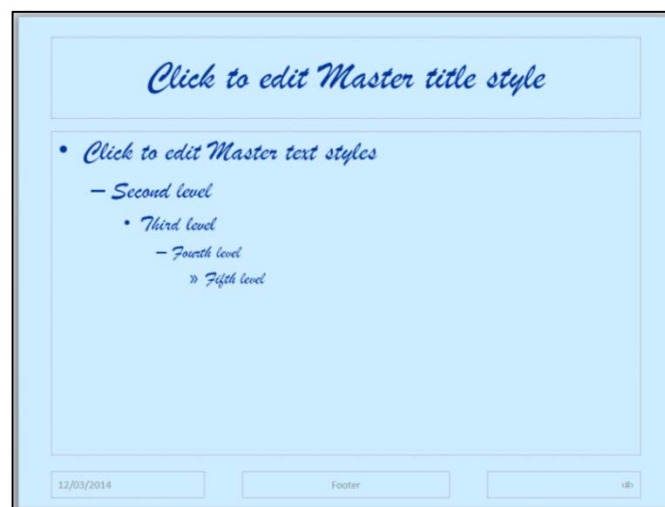 Click to edit Master title style
• Click to edit Master text styles
– Second level
• Third level
– Fourth level
» Fifth level
12/03/2014 Footer ‹#›